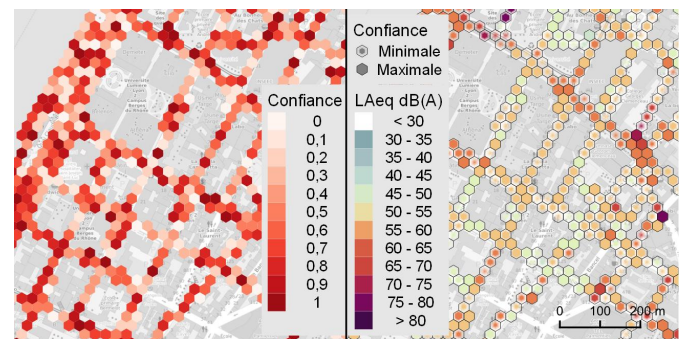 Confiance
0
0,1
0,2
0,3
0,4
0,5
0,6
0,7
0,8
0,9
1
Confiance
Minimale
Maximale
LAeq dB(A)
< 30
30 - 35
35 - 40
40 - 45
45 - 50
50 - 55
55 - 60
60 - 65
65 - 70
70 - 75
75 - 80
> 80
0 100 200 m